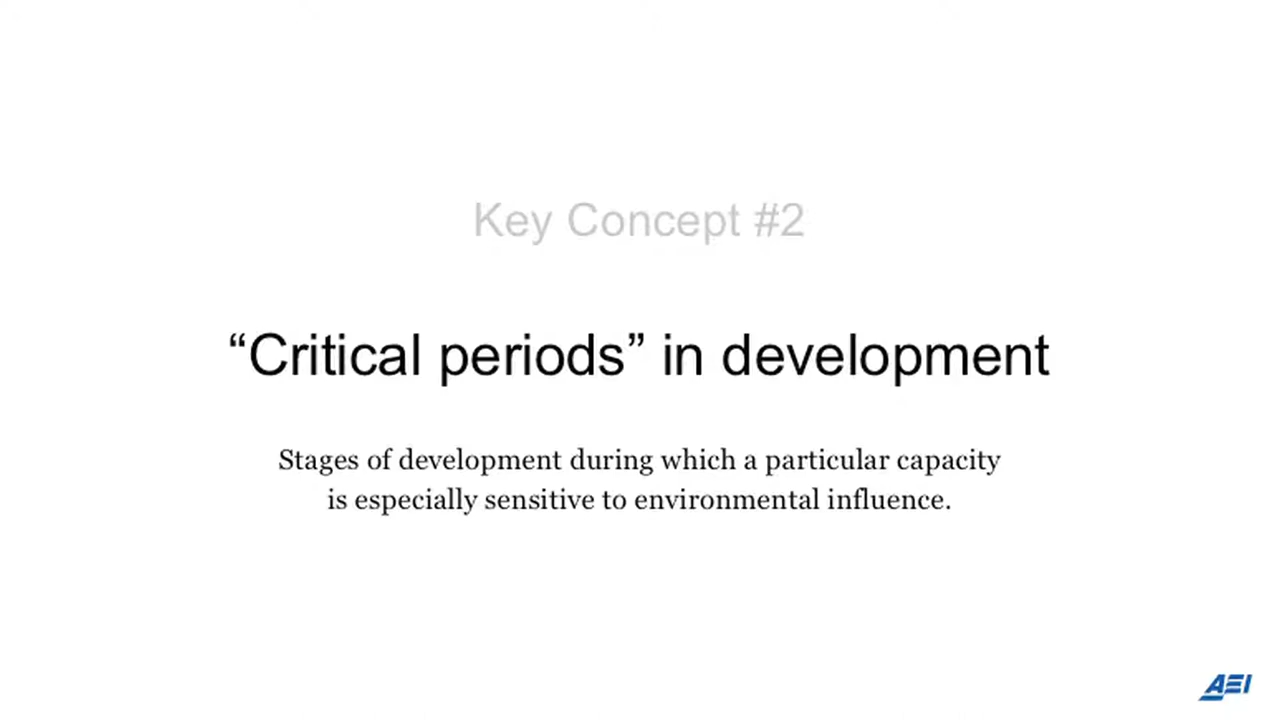 Key Concept #2
“Critical periods” in development
Stages of development during which a particular capacity
is especially sensitive to environmental influence.
AEI